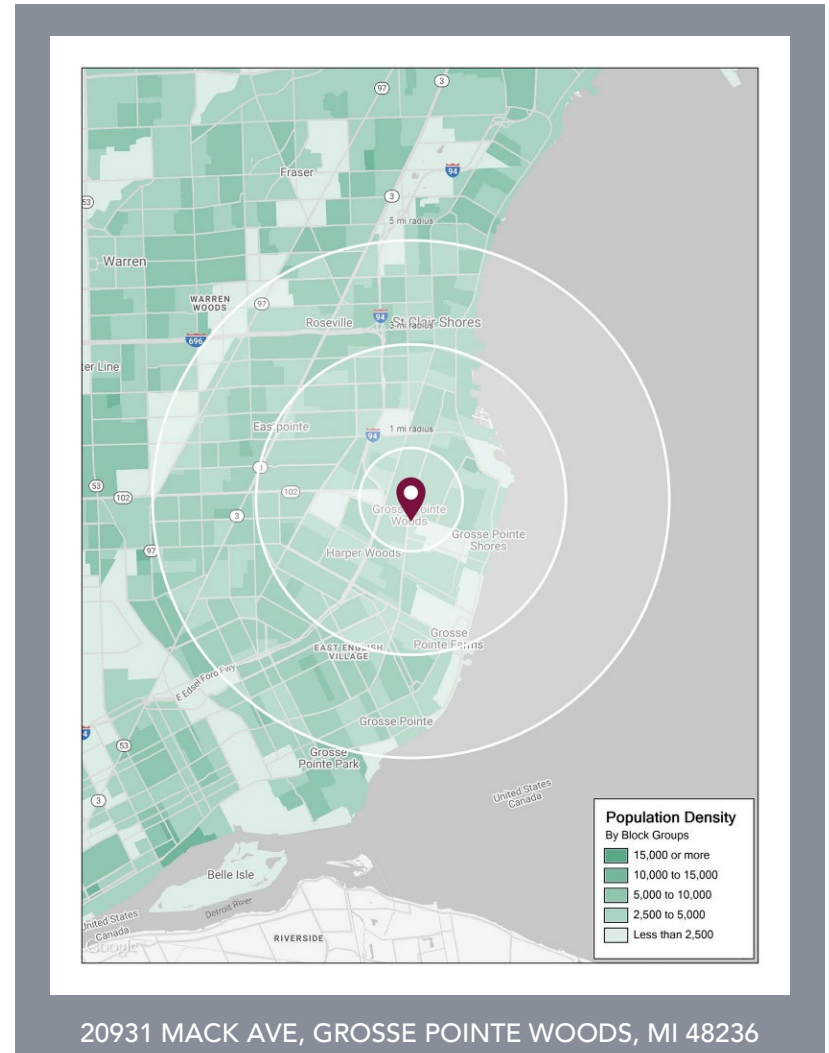 97
3
Fraser
94
3
53
5 mi radius
Warren
WARREN
WOODS
97
Roseville
94
St Clair Shores
3 mi radius
696
ter Line
Eastpointe
1 mi radius
94
3
53
102
102
Grosse Pointe
Woods
3
Grosse Pointe
Shores
97
Harper Woods
Grosse
Pointe Farms
EAST ENGLISH
VILLAGE
E Edsel Ford Fwy
Grosse Pointe
4
53
Grosse
Pointe Park
3
United States
Canada
Belle Isle
Detroit River
United States
Canada
Google
RIVERSIDE
Population Density
By Block Groups
15,000 or more
10,000 to 15,000
5,000 to 10,000
2,500 to 5,000
Less than 2,500
20931 MACK AVE, GROSSE POINTE WOODS, MI 48236